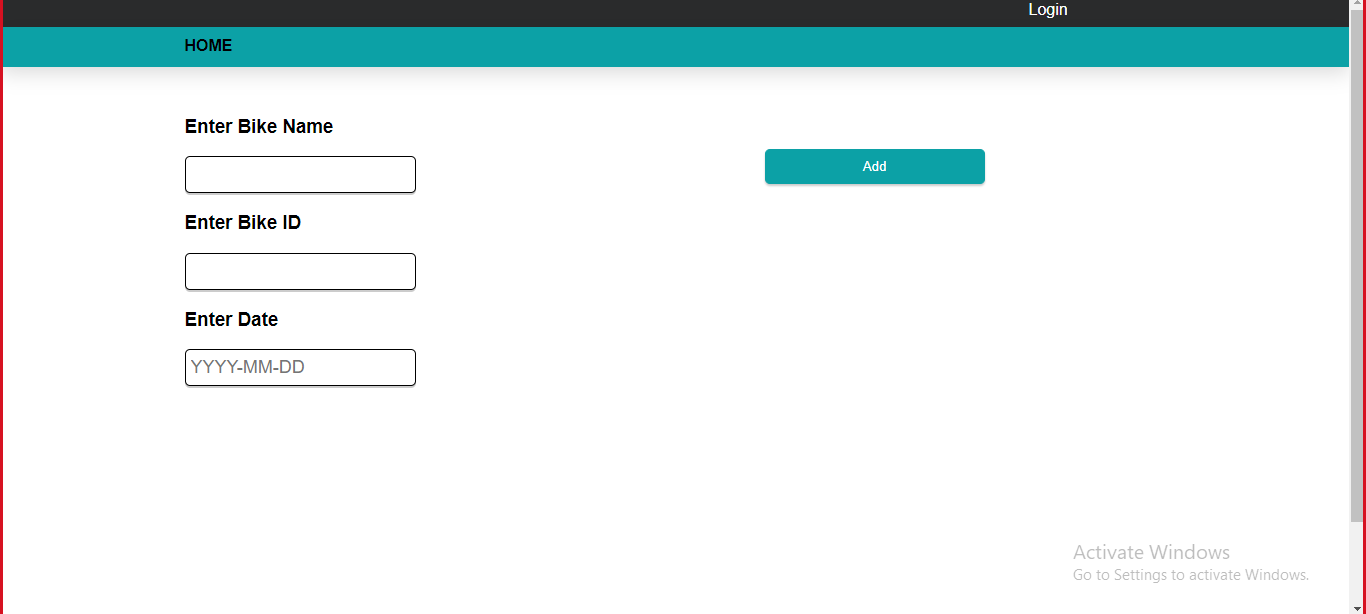 Login
HOME
Enter Bike Name
Add
Enter Bike ID
Enter Date
YYYY-MM-DD
Activate Windows
Go to Settings to activate Windows.